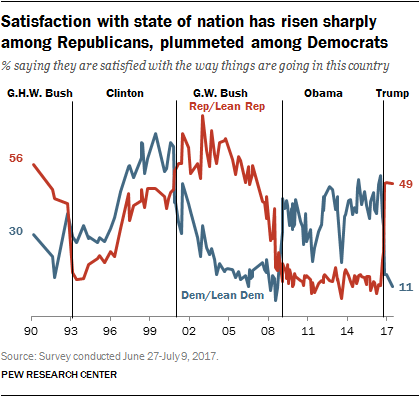 Satisfaction with state of nation has risen sharply
among Republicans, plummeted among Democrats
% saying they are satisfied with the way things are going in this country
G.H.W. Bush Clinton G.W. Bush Obama Trump
Rep/Lean Rep
56
49
30
Dem/Lean Dem
11
90 93 96 99 02 05 08 11 14 17
Source: Survey conducted June 27-July 9, 2017.
PEW RESEARCH CENTER